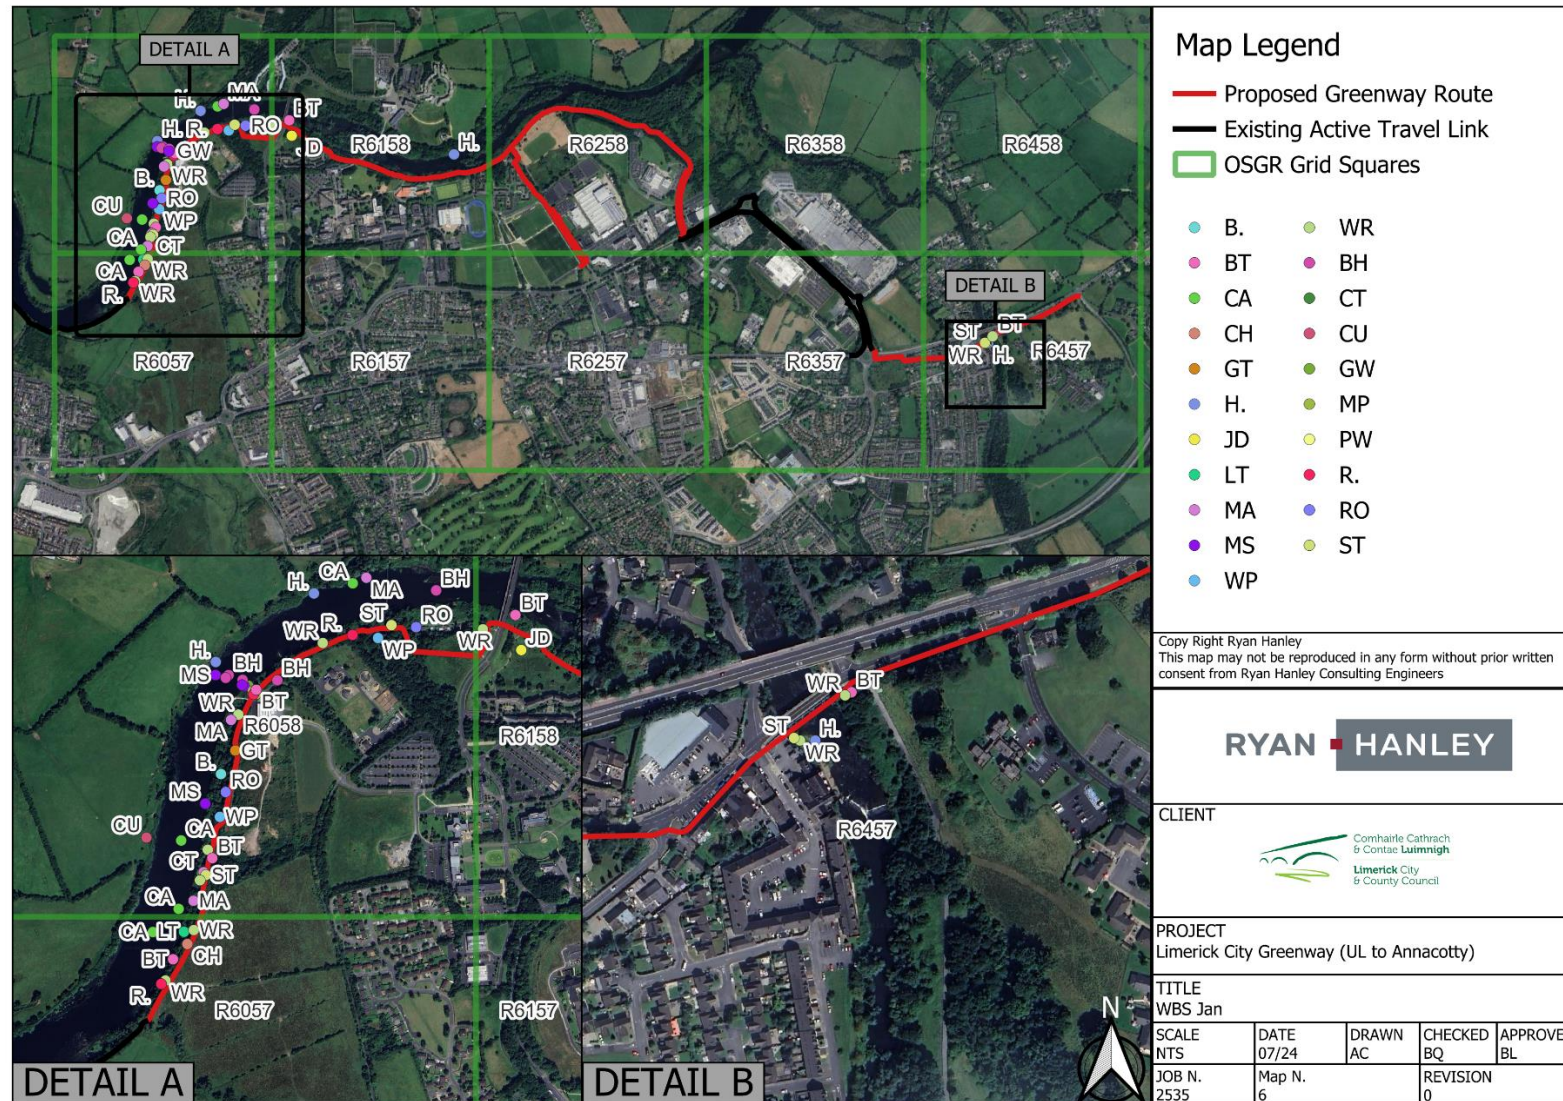 DETAIL A
H.
MA
BT
H. R.
RO
JD
R6158
H.
R6258
R6358
R6458
GW
B.
WR
RO
CU
WP
CA
CT
CA
WR
R.
WR
R6057
R6157
R6257
R6357
DETAIL B
ST
BT
WR
H.
R6457
H.
CA
MA
BH
ST
RO
BT
WR
R.
WP
WR
JD
H.
MS
BH
BH
BT
WR
MA
R6058
R6158
GT
B.
RO
MS
WP
CU
CA
BT
CT
ST
CA
MA
CA
LT
WR
CH
BT
R.
WR
R6057
R6157
DETAIL A
WR
BT
ST
H.
WR
R6457
N
DETAIL B
Map Legend
Proposed Greenway Route
Existing Active Travel Link
OSGR Grid Squares
B.
WR
BT
BH
CA
CT
CH
CU
GT
GW
H.
MP
JD
PW
LT
R.
MA
RO
MS
ST
WP
Copy Right Ryan Hanley
This map may not be reproduced in any form without prior written
consent from Ryan Hanley Consulting Engineers
RYAN HANLEY
CLIENT
Comhairle Cathrach
& Contae Luimnigh
Limerick City
& County Council
PROJECT
Limerick City Greenway (UL to Annacotty)
TITLE
WBS Jan
SCALE
NTS
DATE
07/24
DRAWN
AC
CHECKED
BQ
APPROVE
BL
JOB N.
2535
Map N.
6
REVISION
0